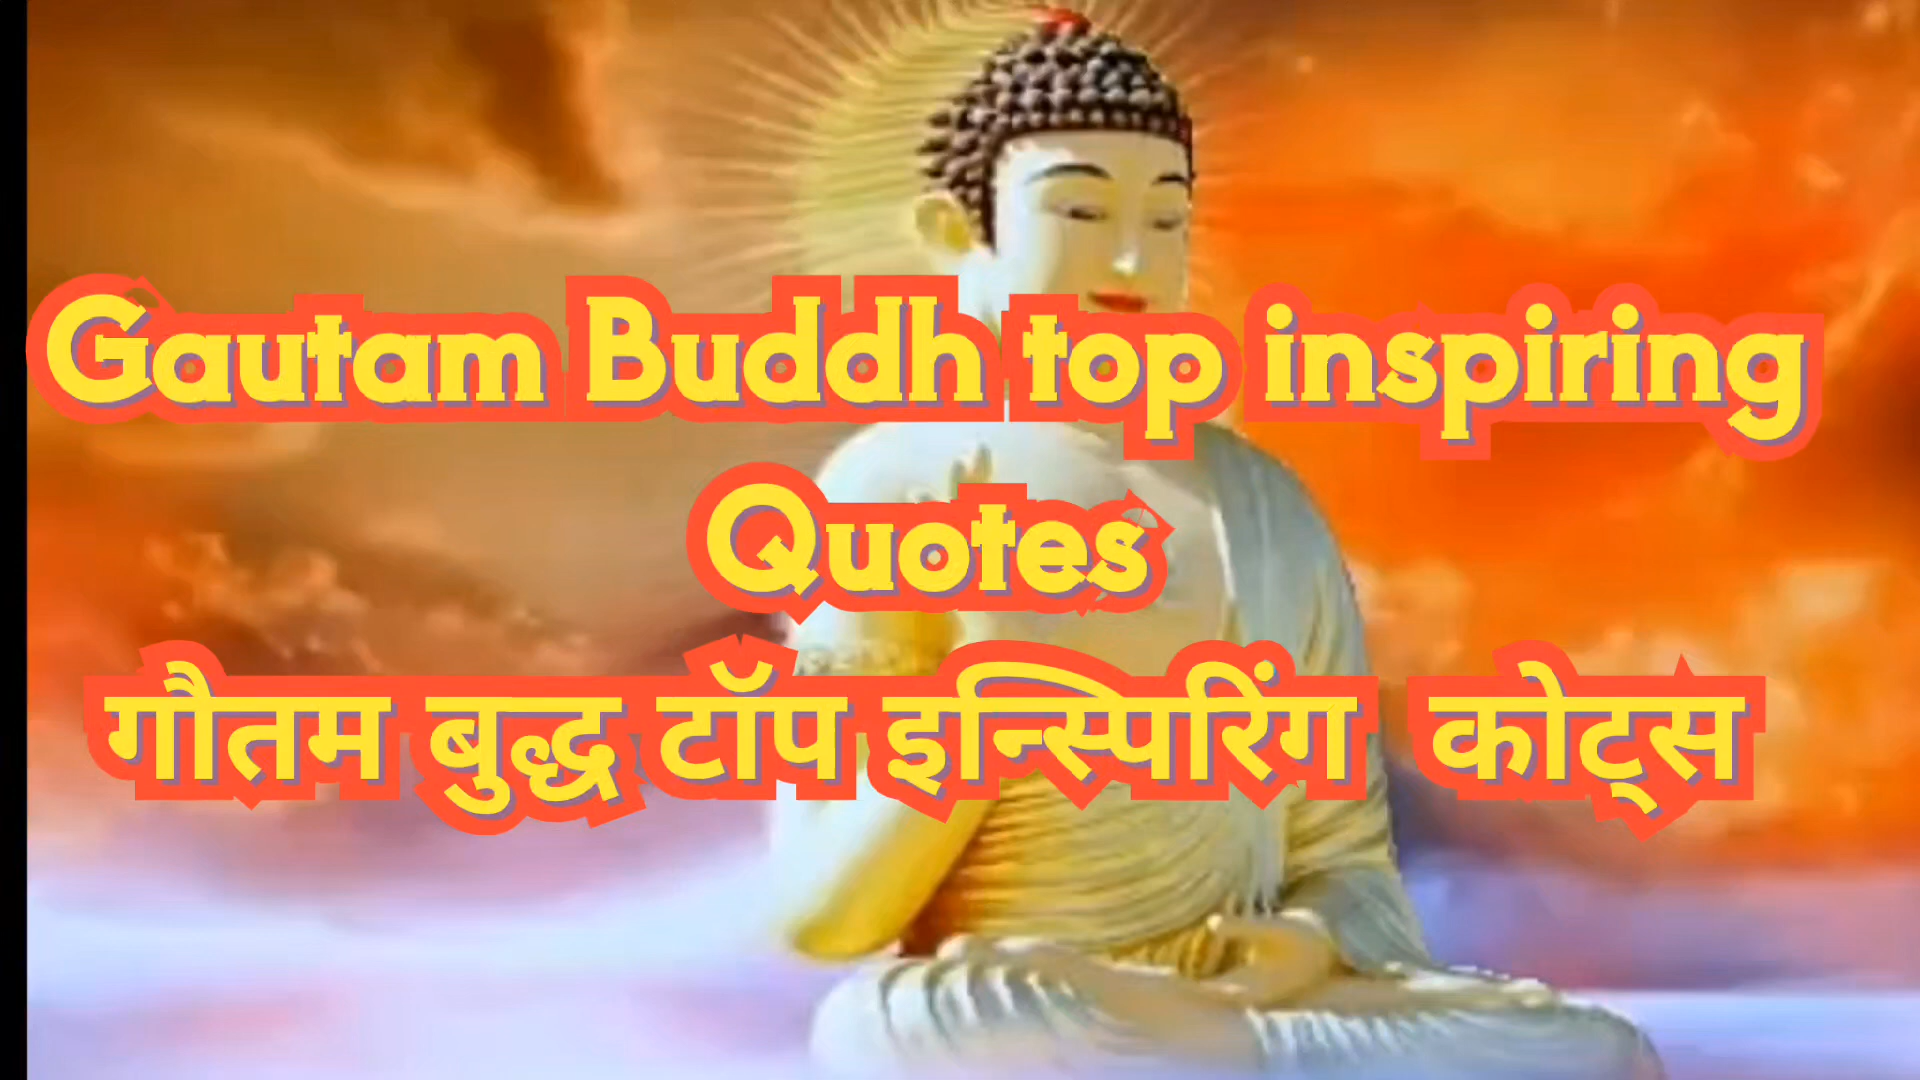 Gautam Buddh top inspiring
Quotes
गौतम बुद्ध टॉप इन्स्पिरिंग कोट्स